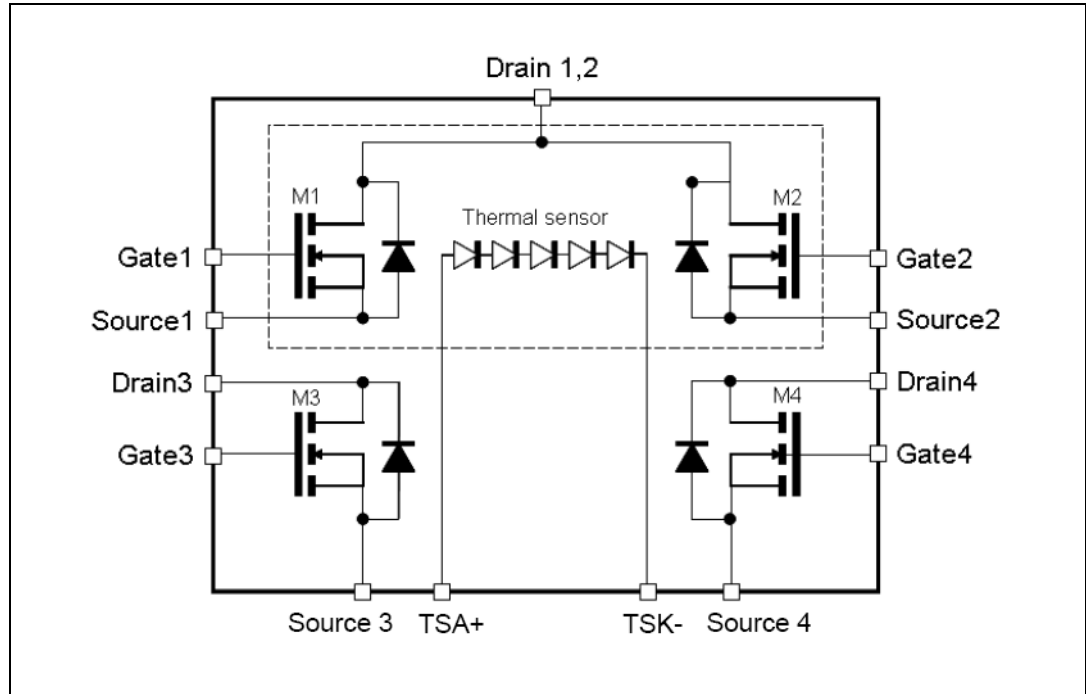 Drain 1,2
M1
M2
Thermal sensor
Gate1
Gate2
Source1
Source2
Drain3
Drain4
M3
M4
Gate3
Gate4
Source 3
TSA+
TSK-
Source 4